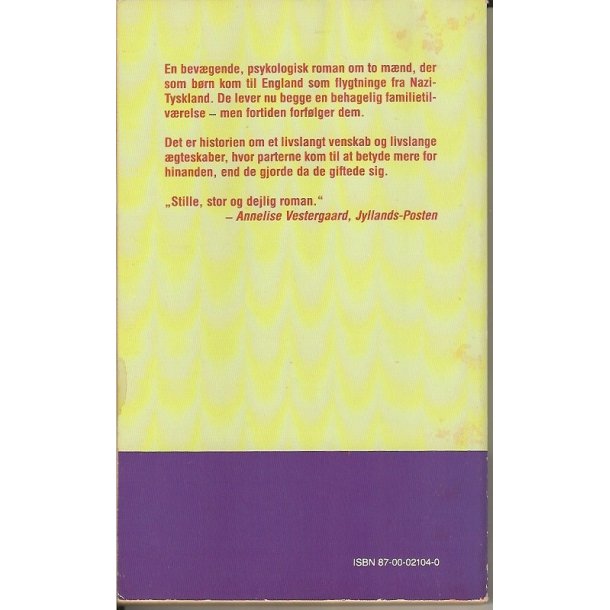 En bevægende, psykologisk roman om to mænd, der
som børn kom til England som flygtninge fra Nazi-
Tyskland. De lever nu begge en behagelig familietil-
værelse – men fortiden forfølger dem.
Det er historien om et livslangt venskab og livslange
ægteskaber, hvor parterne kom til at betyde mere for
hinanden, end de gjorde da de giftede sig.
„Stille, stor og dejlig roman.“
– Annelise Vestergaard, Jyllands-Posten
ISBN 87-00-02104-0